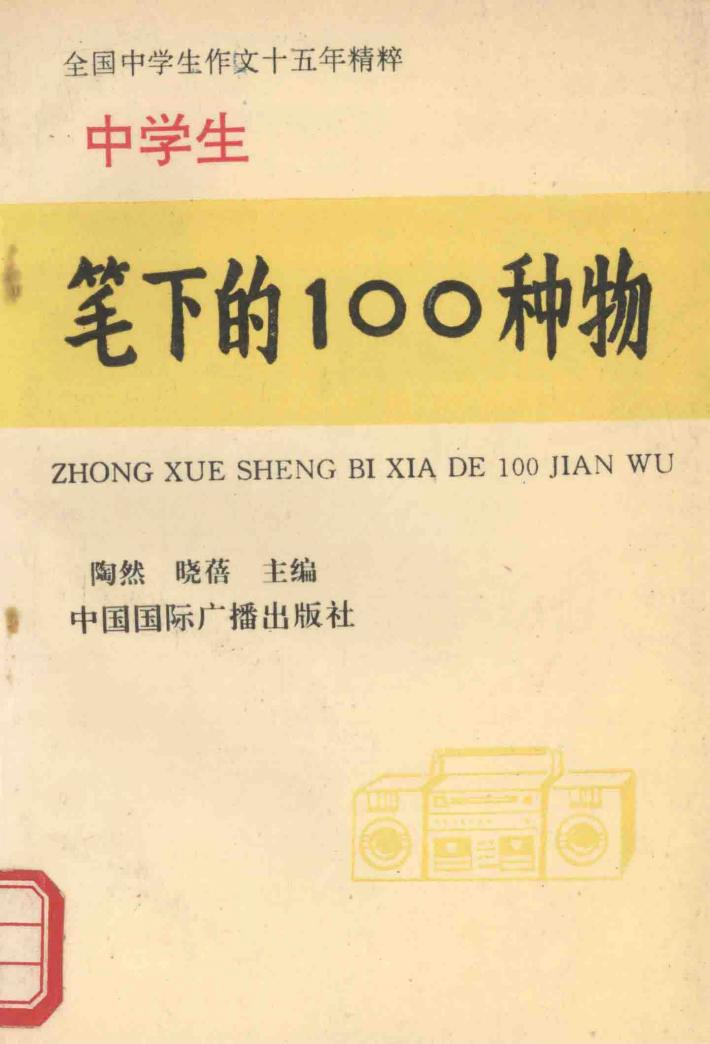 全国中学生作文十五年精粹
中学生
笔下的100种物
ZHONG XUE SHENG BI XIA DE 100 JIAN WU
陶然 晓蓓 主编
中国国际广播出版社